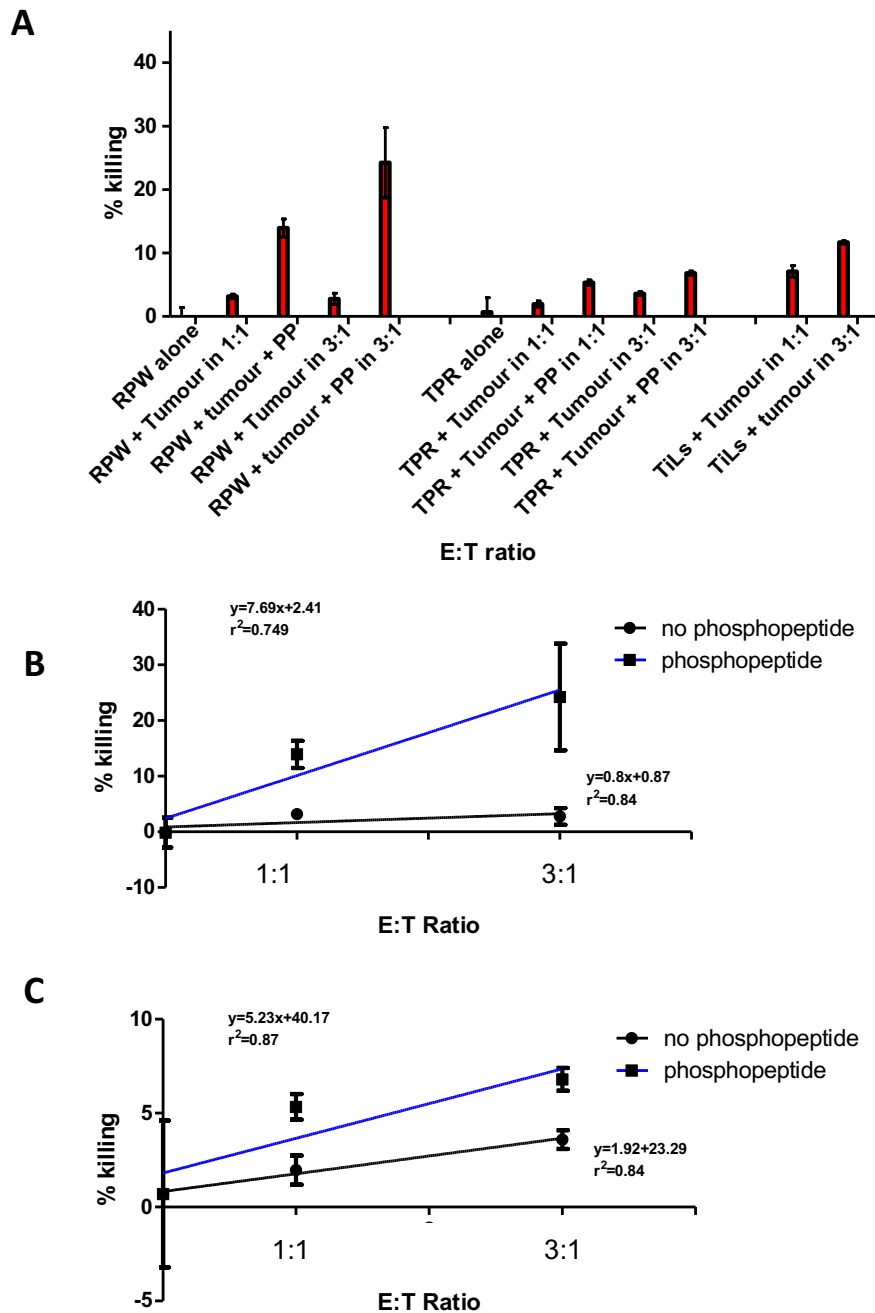 A
40
30
20
10
0
% killing
RPW alone
RPW + Tumour in 1:1
RPW + tumour + PP
RPW + Tumour in 3:1
RPW + tumour + PP in 3:1
TPR alone
TPR + Tumour in 1:1
TPR + Tumour + PP in 1:1
TPR + Tumour in 3:1
TPR + Tumour + PP in 3:1
TiLs + Tumour in 1:1
TiLs + tumour in 3:1
E:T ratio
B
40
30
20
10
0
-10
% killing
y=7.69x+2.41
r²=0.749
no phosphopeptide
phosphopeptide
y=0.8x+0.87
r²=0.84
1:1
3:1
E:T Ratio
C
10
5
0
-5
% killing
y=5.23x+40.17
r²=0.87
no phosphopeptide
phosphopeptide
y=1.92+23.29
r²=0.84
1:1
3:1
E:T Ratio